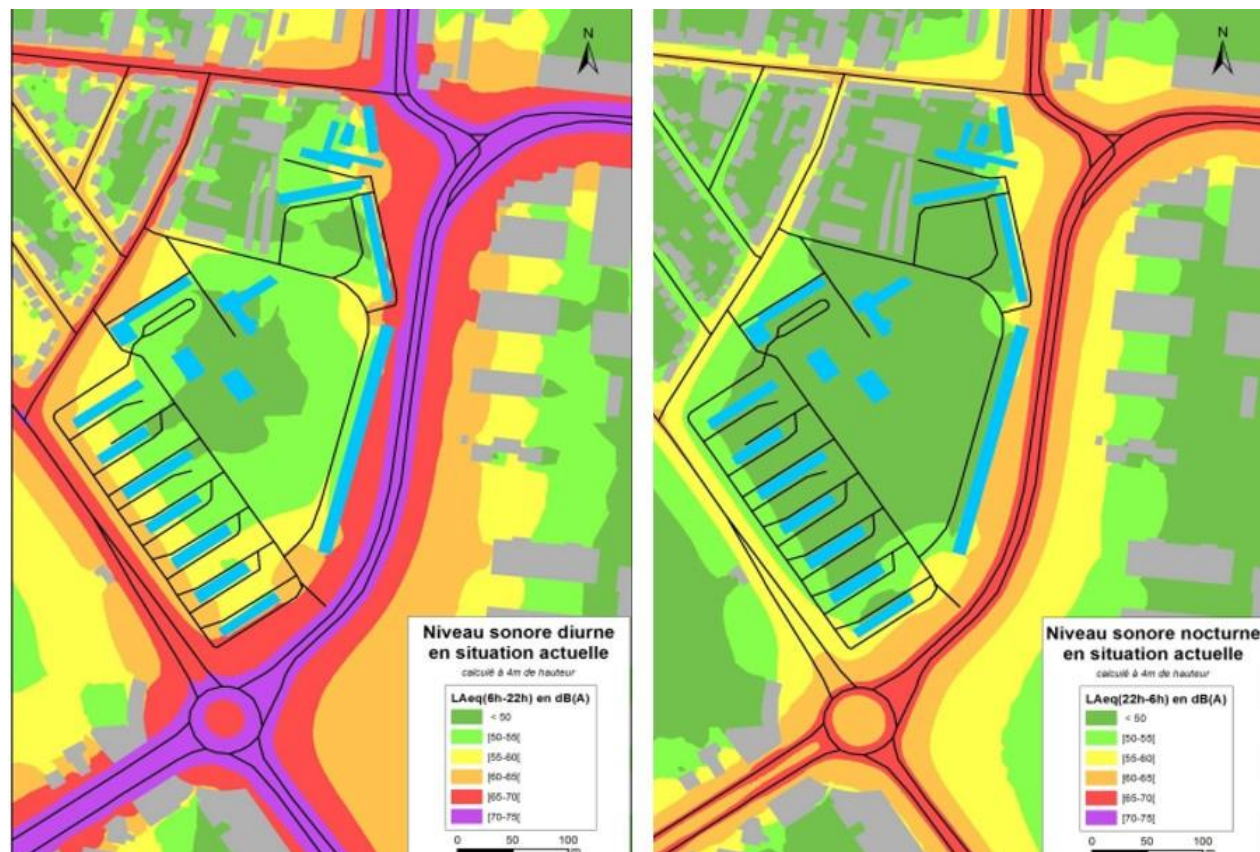 N
Niveau sonore diurne
en situation actuelle
calculé à 4m de hauteur
LAeq(6h-22h) en dB(A)
< 50
[50-55[
[55-60[
[60-65[
[65-70[
[70-75[
0 50 100
N
Niveau sonore nocturne
en situation actuelle
calculé à 4m de hauteur
LAeq(22h-6h) en dB(A)
< 50
[50-55[
[55-60[
[60-65[
[65-70[
[70-75[
0 50 100